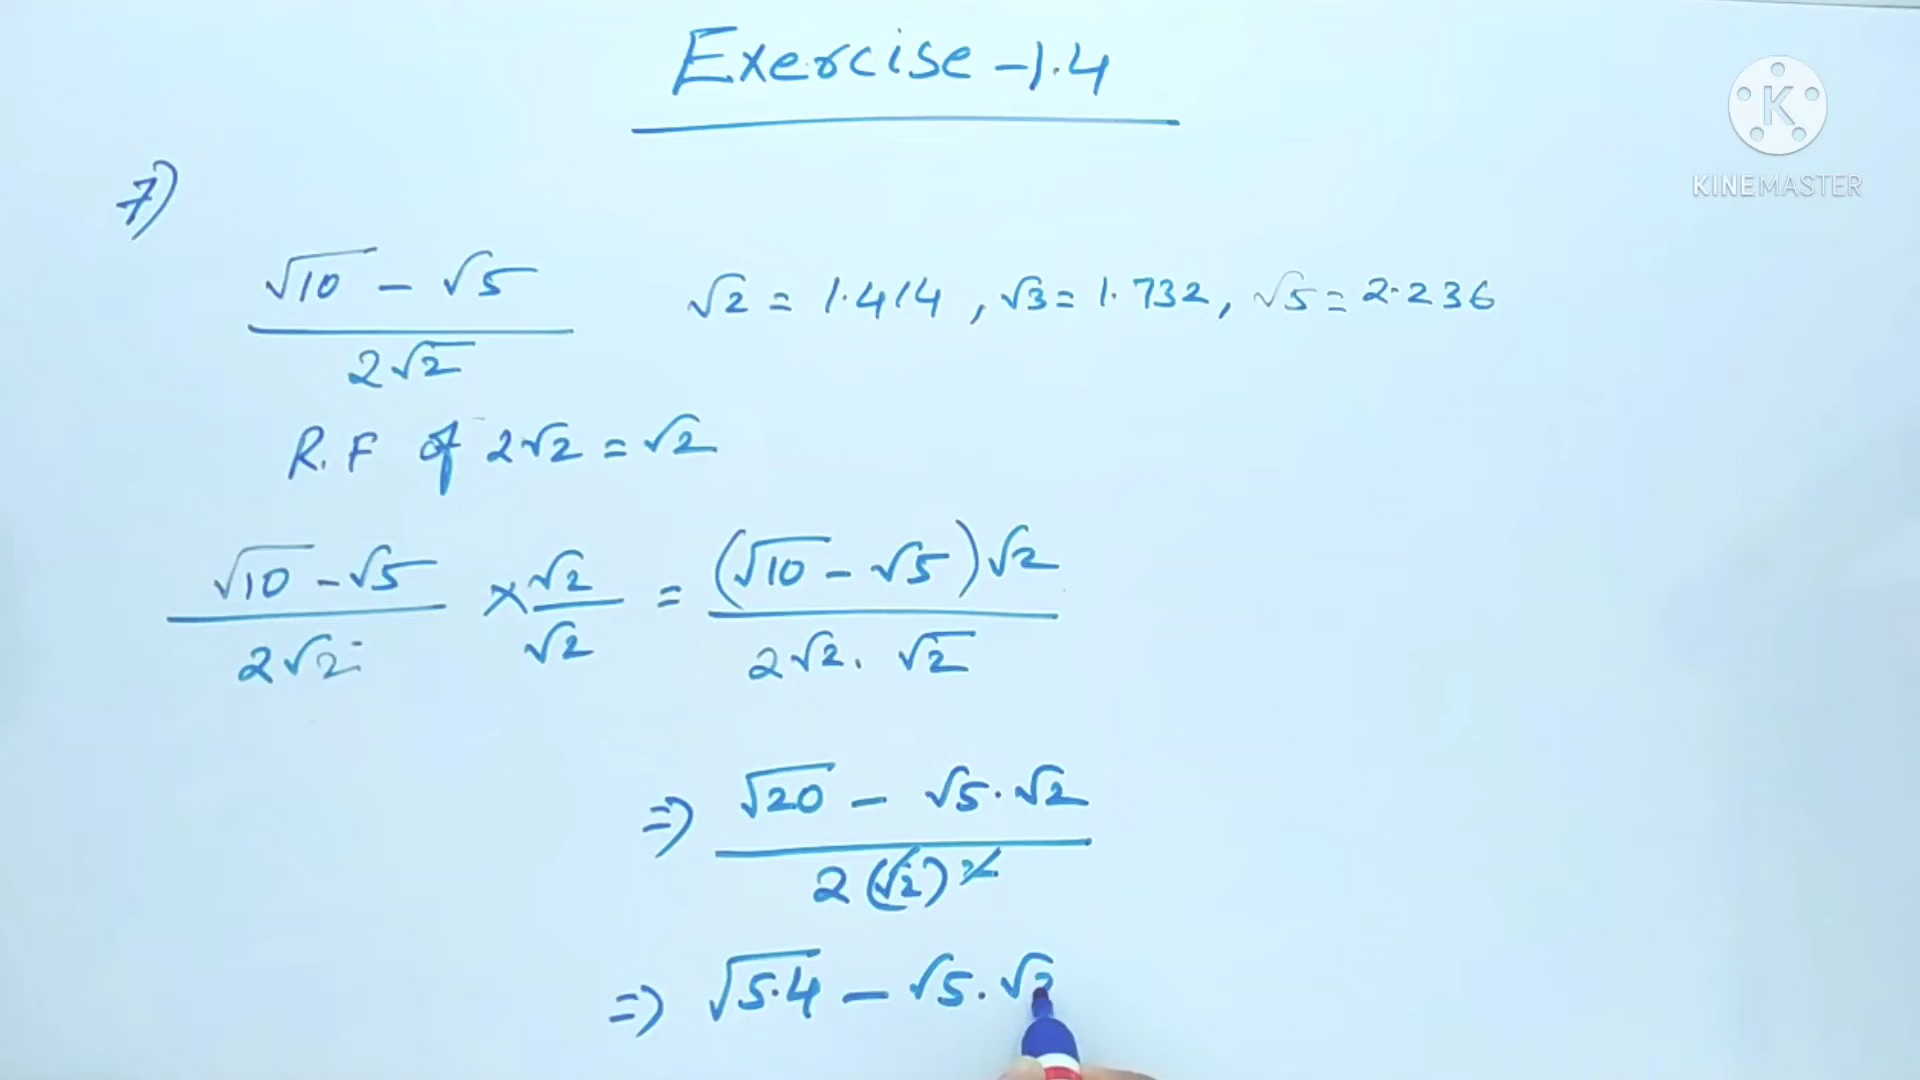 Exercise -1.4
K
KINEMASTER
7)
√10 - √5 / 2√2
√2 = 1.414, √3 = 1.732, √5 = 2.236
R.F of 2√2 = √2
√10 - √5 / 2√2 × √2 / √2 = (√10 - √5)√2 / 2√2 . √2
⇒ √20 - √5 . √2 / 2(√2)²
⇒ √5.4 - √5 . √2